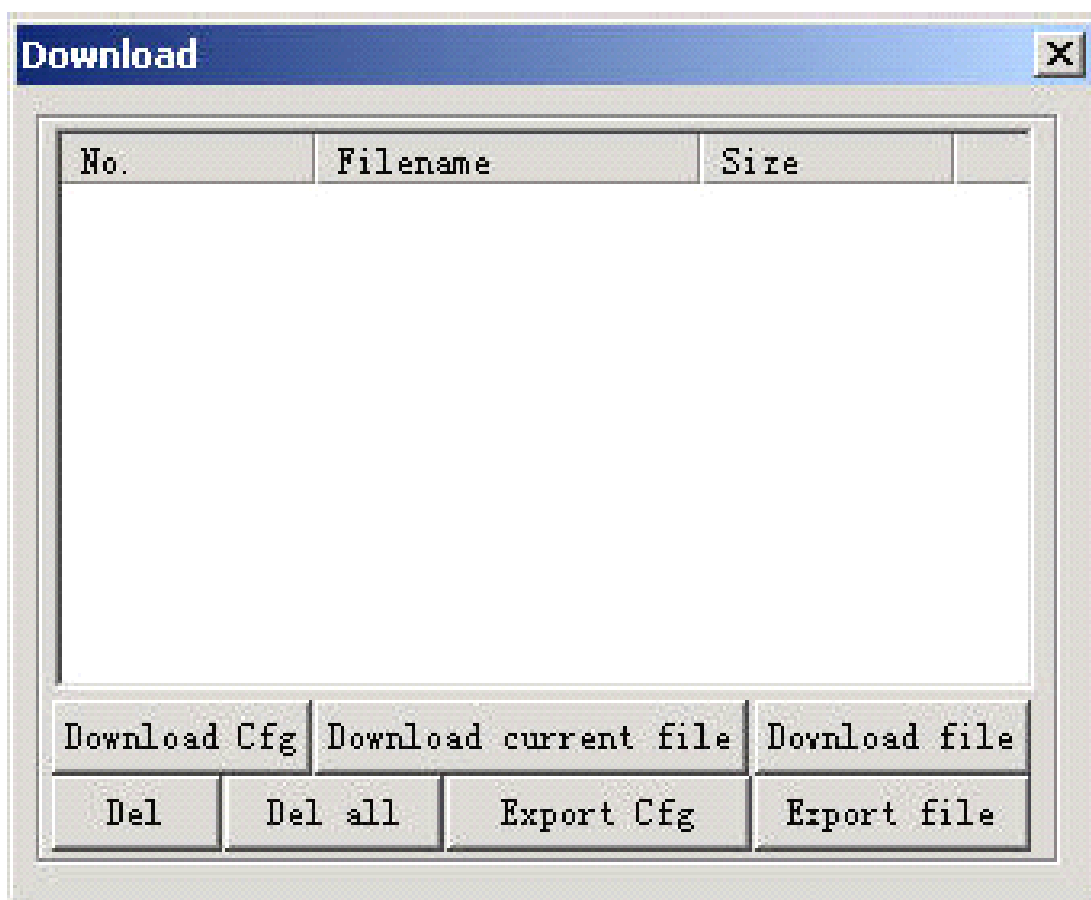 Download
No. Filename Size
Download Cfg Download current file Download file
Del Del all Export Cfg Export file